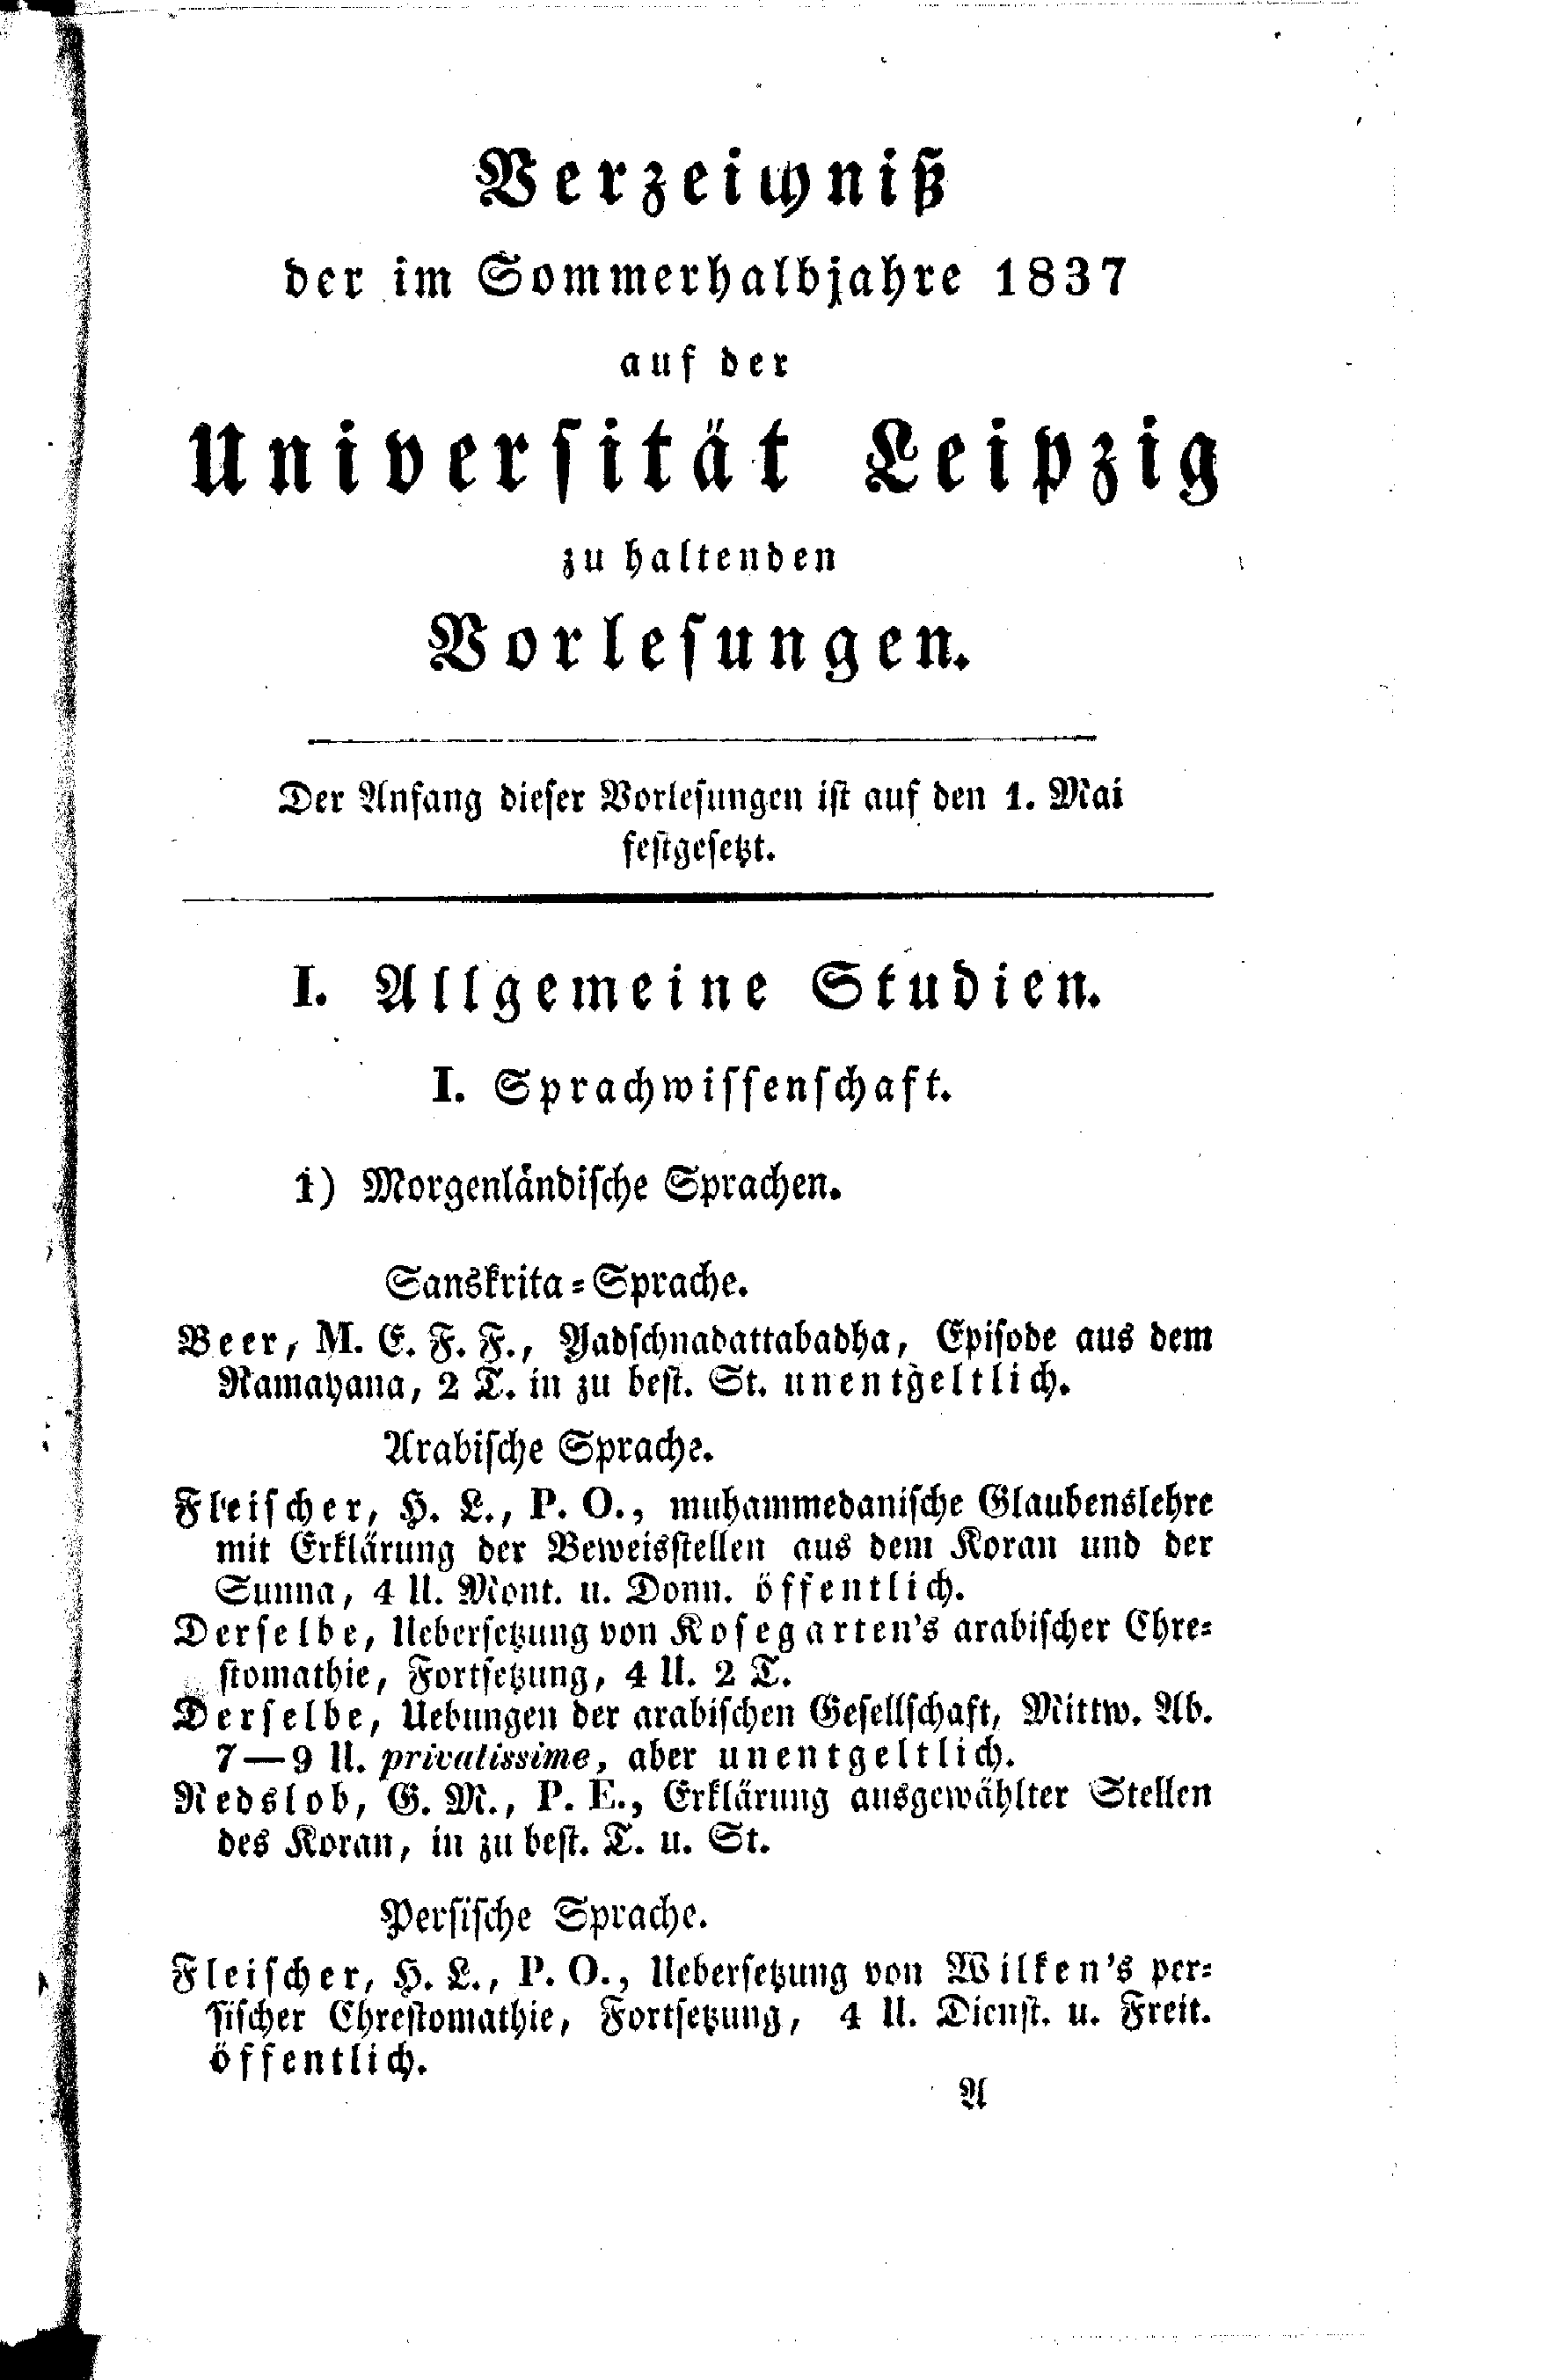 Verzeichniß
der im Sommerhalbjahre 1837
auf der
Universität Leipzig
zu haltenden
Vorlesungen.
Der Anfang dieser Vorlesungen ist auf den 1. Mai
festgesetzt.
I. Allgemeine Studien.
I. Sprachwissenschaft.
1) Morgenländische Sprachen.
Sanskrita-Sprache.
Beer, M. E. F. F., Yadschnadattabadha, Episode aus dem
Ramayana, 2 T. in zu best. St. unentgeltlich.
Arabische Sprache.
Fleischer, H. L., P. O., muhammedanische Glaubenslehre
mit Erklärung der Beweisstellen aus dem Koran und der
Sunna, 4 U. Mont. u. Donn. öffentlich.
Derselbe, Uebersetzung von Kosegarten's arabischer Chre-
stomathie, Fortsetzung, 4 U. 2 T.
Derselbe, Uebungen der arabischen Gesellschaft, Mittw. Ab.
7—9 U. privatissime, aber unentgeltlich.
Redslob, G. M., P. E., Erklärung ausgewählter Stellen
des Koran, in zu best. T. u. St.
Persische Sprache.
Fleischer, H. L., P. O., Uebersetzung von Wilken's per-
sischer Chrestomathie, Fortsetzung, 4 U. Dienst. u. Freit.
öffentlich.
A